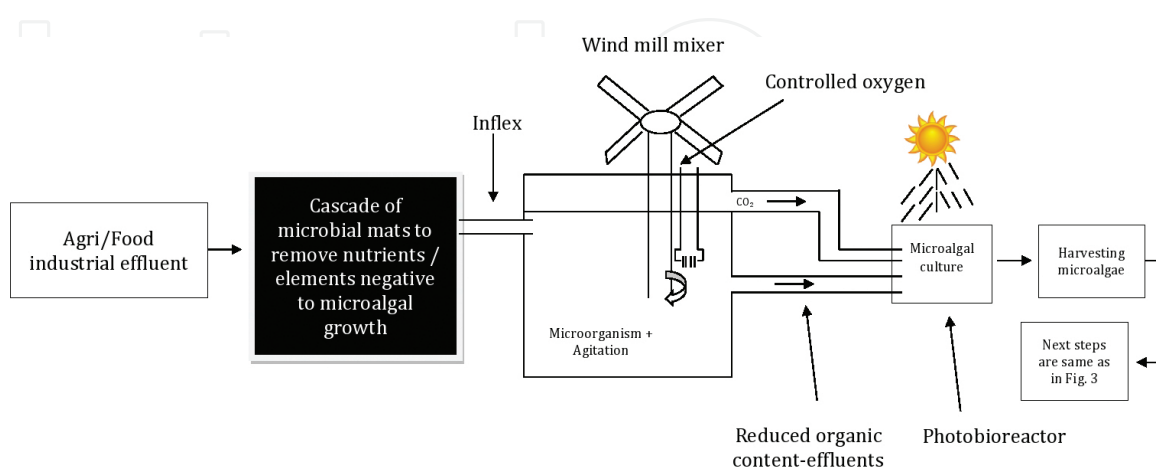 Wind mill mixer
Controlled oxygen
Inflex
Agri/Food
industrial effluent
Cascade of
microbial mats to
remove nutrients /
elements negative
to microalgal
growth
CO₂
Microorganism +
Agitation
Microalgal
culture
Harvesting
microalgae
Next steps
are same as
in Fig. 3
Reduced organic
content-effluents
Photobioreactor